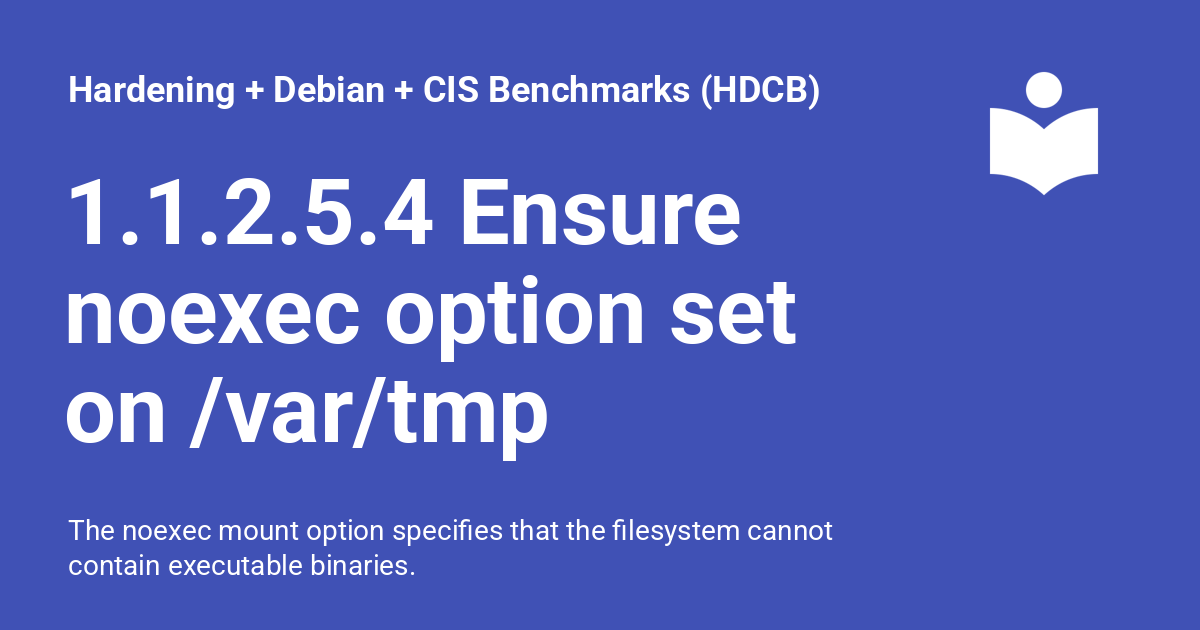 Hardening + Debian + CIS Benchmarks (HDCB)
1.1.2.5.4 Ensure
noexec option set
on /var/tmp
The noexec mount option specifies that the filesystem cannot
contain executable binaries.